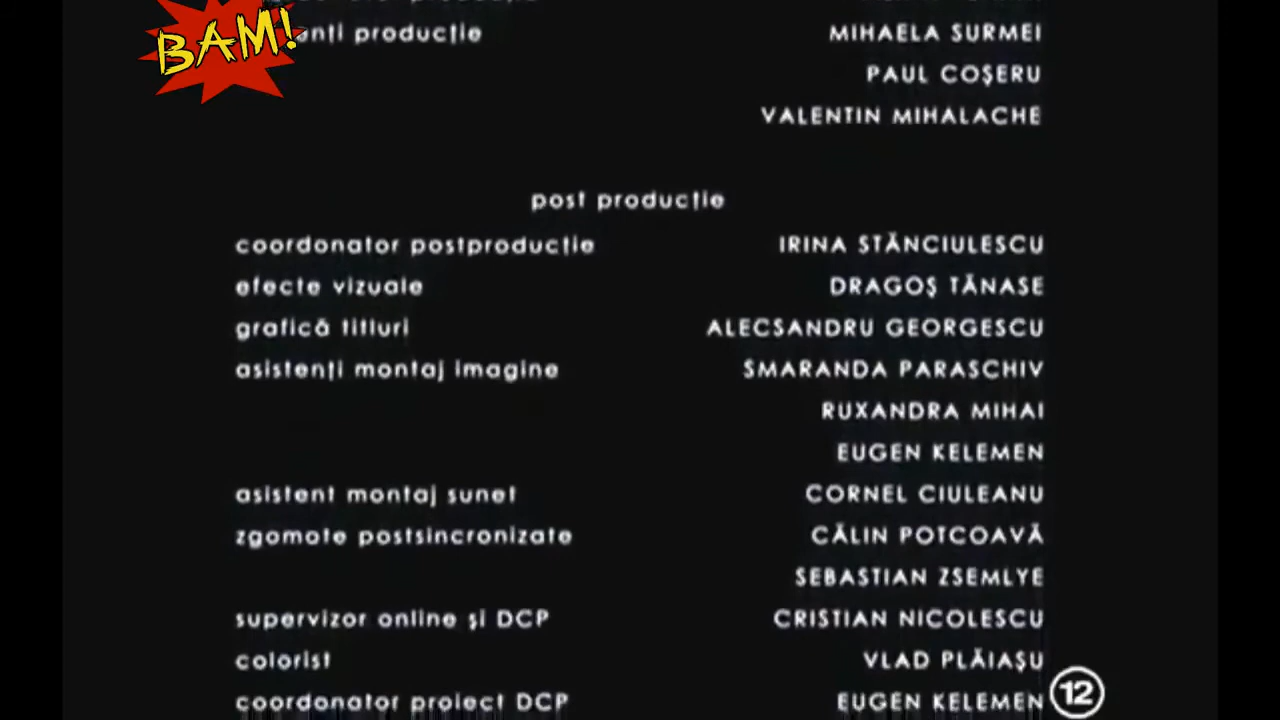 BAM!
producție MIHAELA SURMEI
PAUL COȘERU
VALENTIN MIHALACHE
post producție
coordonator postproducție IRINA STĂNCIULESCU
efecte vizuale DRAGOȘ TĂNASE
grafică titluri ALECSANDRU GEORGESCU
asistenți montaj imagine SMARANDA PARASCHIV
RUXANDRA MIHAI
EUGEN KELEMEN
asistent montaj sunet CORNEL CIULEANU
zgomote postsincronizate CĂLIN POTCOAVĂ
SEBASTIAN ZSEMLYE
supervizor online și DCP CRISTIAN NICOLESCU
colorist VLAD PLĂIAȘU
coordonator proiect DCP EUGEN KELEMEN
12